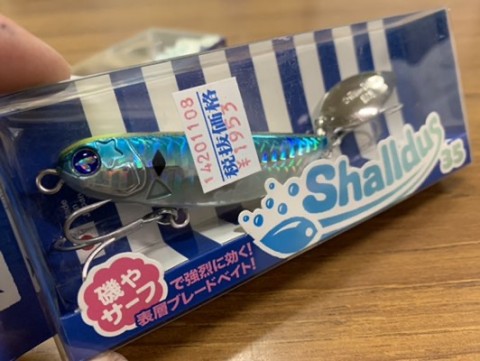 14201108
税抜価格
¥1953
Shalldus
35
磯や
サーフ
で強烈に効く!
表層ブレードベイト!